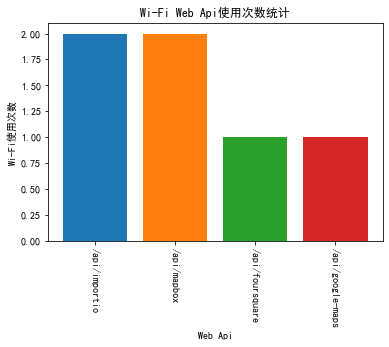 Wi-Fi Web Api使用次数统计
Wi-Fi使用次数
2.00
1.75
1.50
1.25
1.00
0.75
0.50
0.25
0.00
/api/importio
/api/mapbox
/api/foursquare
/api/google-maps
Web Api